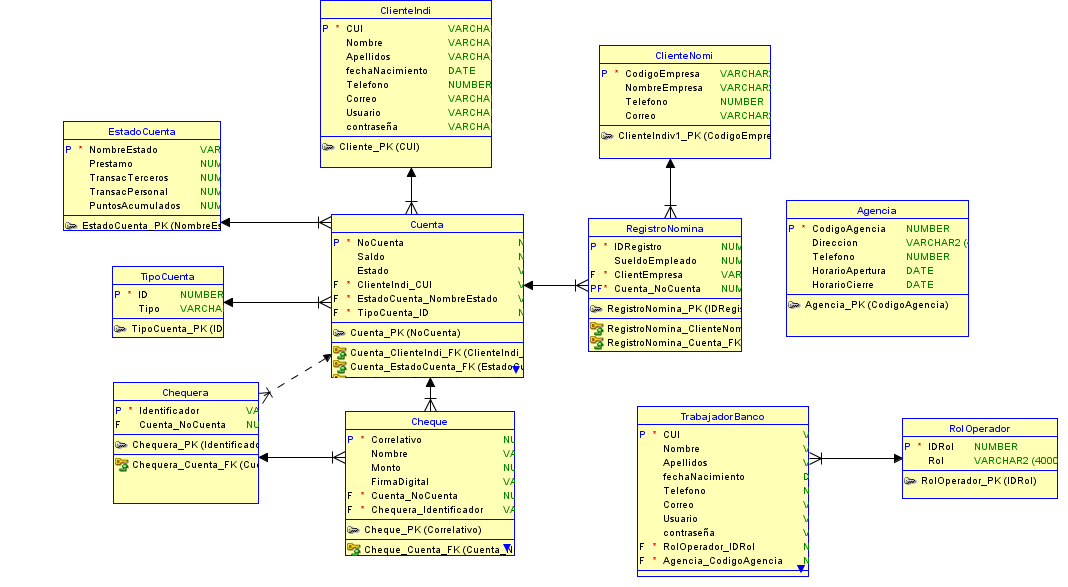 ClienteIndi
P * CUI VARCHA
Nombre VARCHA
Apellidos VARCHA
fechaNacimiento DATE
Telefono NUMBER
Correo VARCHA
Usuario VARCHA
contraseña VARCHA
Cliente_PK (CUI)
ClienteNomi
P * CodigoEmpresa VARCHAR2
NombreEmpresa VARCHAR2
Telefono NUMBER
Correo VARCHAR2
ClienteIndiv1_PK (CodigoEmpre
EstadoCuenta
P * NombreEstado VAR
Prestamo NUM
TransacTerceros NUM
TransacPersonal NUM
PuntosAcumulados NUM
EstadoCuenta_PK (NombreEs
Cuenta
P * NoCuenta N
Saldo N
Estado V
F * ClienteIndi_CUI V
F * EstadoCuenta_NombreEstado V
F * TipoCuenta_ID N
Cuenta_PK (NoCuenta)
Cuenta_ClienteIndi_FK (ClienteIndi_
Cuenta_EstadoCuenta_FK (EstadoCu
RegistroNomina
P * IDRegistro NUM
SueldoEmpleado NUM
F * ClientEmpresa VAR
PF* Cuenta_NoCuenta NUM
RegistroNomina_PK (IDRegis
RegistroNomina_ClienteNom
RegistroNomina_Cuenta_FK
Agencia
P * CodigoAgencia NUMBER
Direccion VARCHAR2 (
Telefono NUMBER
HorarioApertura DATE
HorarioCierre DATE
Agencia_PK (CodigoAgencia)
TipoCuenta
P * ID NUMBER
Tipo VARCHA
TipoCuenta_PK (ID
Chequera
P * Identificador VA
F Cuenta_NoCuenta NU
Chequera_PK (Identificado
Chequera_Cuenta_FK (Cue
Cheque
P * Correlativo NU
Nombre VA
Monto NU
FirmaDigital VA
F * Cuenta_NoCuenta NU
F * Chequera_Identificador VA
Cheque_PK (Correlativo)
Cheque_Cuenta_FK (Cuenta_N
TrabajadorBanco
P * CUI V
Nombre V
Apellidos V
fechaNacimiento D
Telefono N
Correo V
Usuario V
contraseña V
F * RolOperador_IDRol N
F * Agencia_CodigoAgencia N
RolOperador
P * IDRol NUMBER
Rol VARCHAR2 (4000
RolOperador_PK (IDRol)